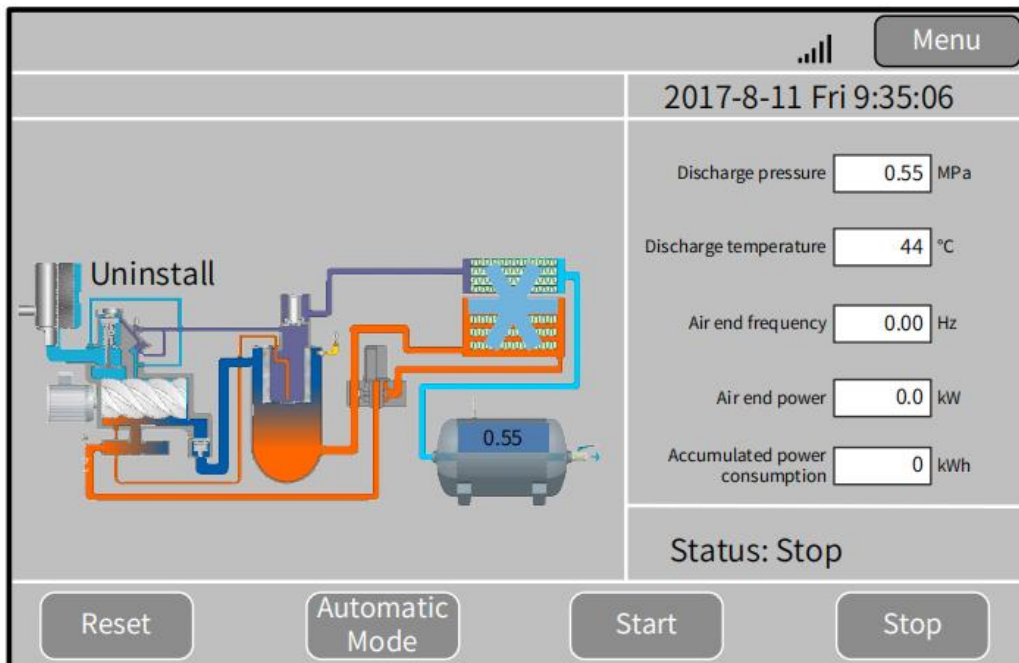 Menu
2017-8-11 Fri 9:35:06
Discharge pressure 0.55 MPa
Discharge temperature 44 °C
Uninstall
Air end frequency 0.00 Hz
Air end power 0.0 kW
0.55
Accumulated power
consumption 0 kWh
Status: Stop
Reset
Automatic
Mode
Start
Stop